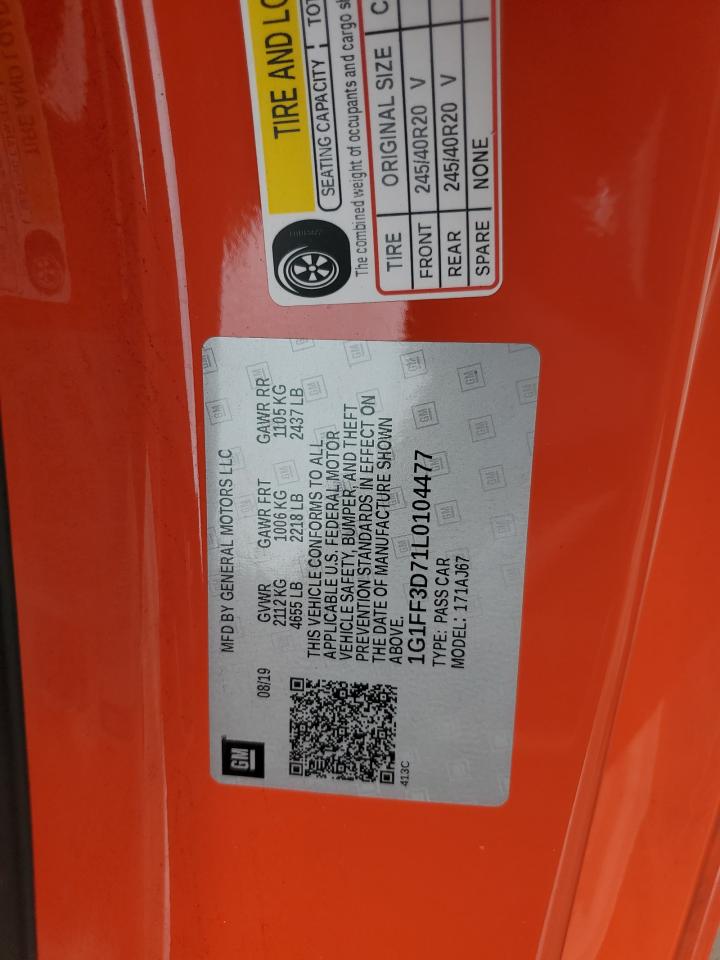 TIRE AND LO
SEATING CAPACITY TOT
The combined weight of occupants and cargo sh
TIRE ORIGINAL SIZE C
FRONT 245/40R20 V
REAR 245/40R20 V
SPARE NONE
GM
MFD BY GENERAL MOTORS LLC
08/19 GVWR GAWR FRT GAWR RR
2112 KG 1006 KG 1105 KG
4655 LB 2218 LB 2437 LB
THIS VEHICLE CONFORMS TO ALL
APPLICABLE U.S. FEDERAL MOTOR
VEHICLE SAFETY, BUMPER, AND THEFT
PREVENTION STANDARDS IN EFFECT ON
THE DATE OF MANUFACTURE SHOWN
ABOVE.
1G1FF3D71L0104477
TYPE: PASS CAR
MODEL: 171AJ67
413C